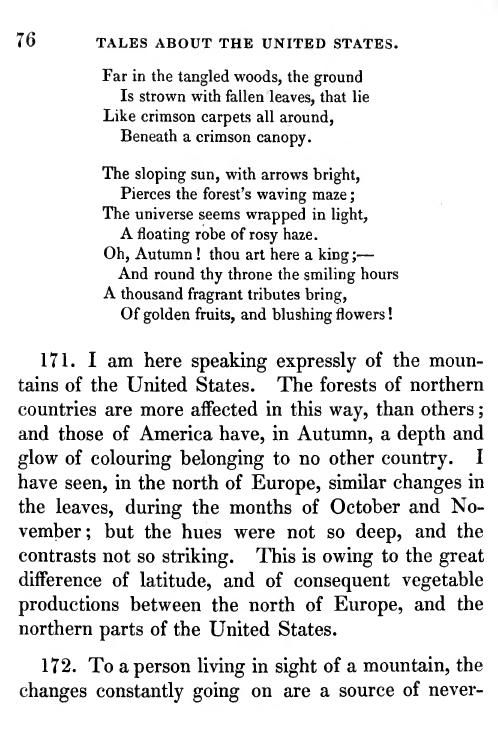 76 TALES ABOUT THE UNITED STATES.
Far in the tangled woods, the ground
Is strown with fallen leaves, that lie
Like crimson carpets all around,
Beneath a crimson canopy.
The sloping sun, with arrows bright,
Pierces the forest's waving maze;
The universe seems wrapped in light,
A floating robe of rosy haze.
Oh, Autumn! thou art here a king;—
And round thy throne the smiling hours
A thousand fragrant tributes bring,
Of golden fruits, and blushing flowers!
171. I am here speaking expressly of the moun-
tains of the United States. The forests of northern
countries are more affected in this way, than others;
and those of America have, in Autumn, a depth and
glow of colouring belonging to no other country. I
have seen, in the north of Europe, similar changes in
the leaves, during the months of October and No-
vember; but the hues were not so deep, and the
contrasts not so striking. This is owing to the great
difference of latitude, and of consequent vegetable
productions between the north of Europe, and the
northern parts of the United States.
172. To a person living in sight of a mountain, the
changes constantly going on are a source of never-